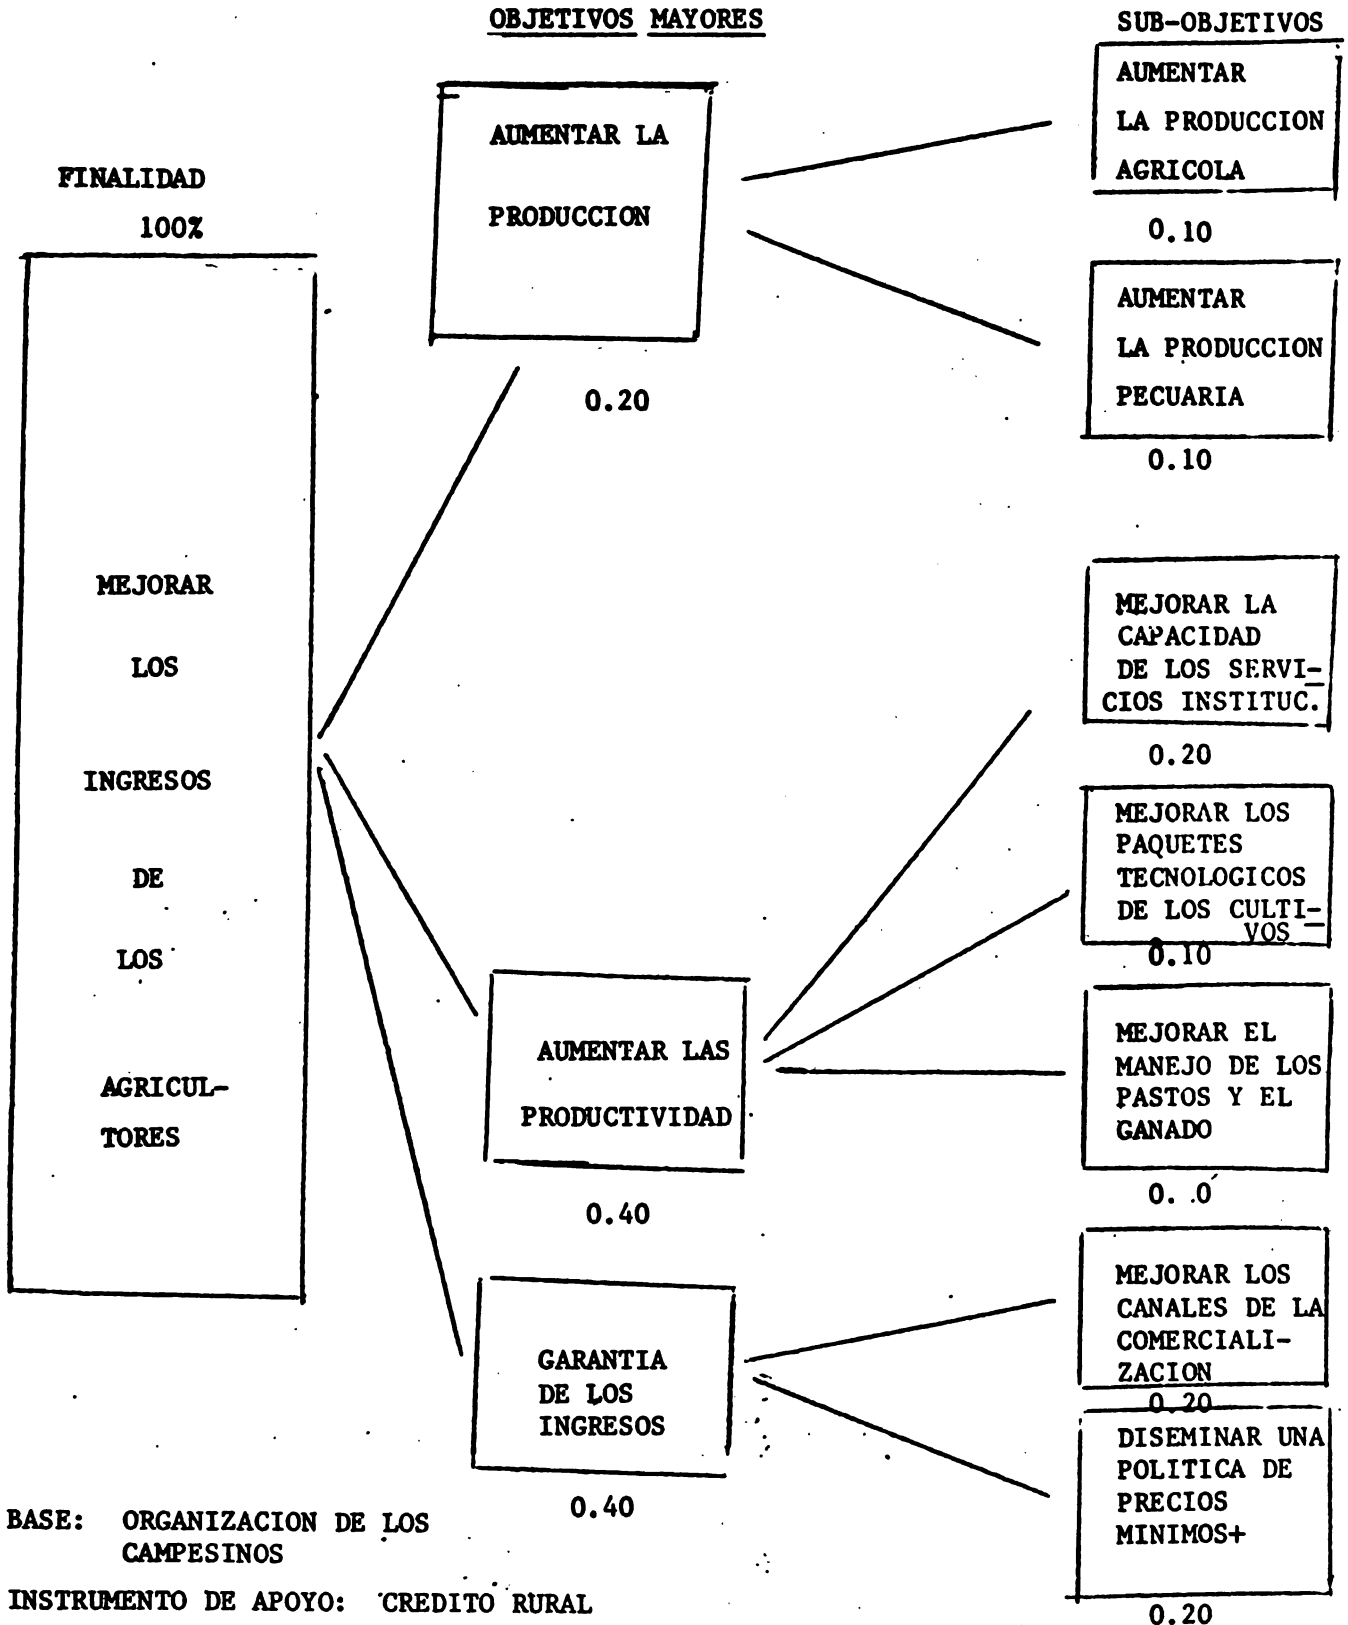 OBJETIVOS MAYORES
SUB-OBJETIVOS
FINALIDAD
100%
MEJORAR
LOS
INGRESOS
DE
LOS
AGRICUL-
TORES
AUMENTAR LA
PRODUCCION
0.20
AUMENTAR
LA PRODUCCION
AGRICOLA
0.10
AUMENTAR
LA PRODUCCION
PECUARIA
0.10
AUMENTAR LAS
PRODUCTIVIDAD
0.40
MEJORAR LA
CAPACIDAD
DE LOS SERVI-
CIOS INSTITUC.
0.20
MEJORAR LOS
PAQUETES
TECNOLOGICOS
DE LOS CULTI-
VOS
0.10
MEJORAR EL
MANEJO DE LOS
PASTOS Y EL
GANADO
GARANTIA
DE LOS
INGRESOS
0.40
MEJORAR LOS
CANALES DE LA
COMERCIALI-
ZACION
0.20
DISEMINAR UNA
POLITICA DE
PRECIOS
MINIMOS+
0.20
BASE: ORGANIZACION DE LOS
CAMPESINOS
INSTRUMENTO DE APOYO: CREDITO RURAL